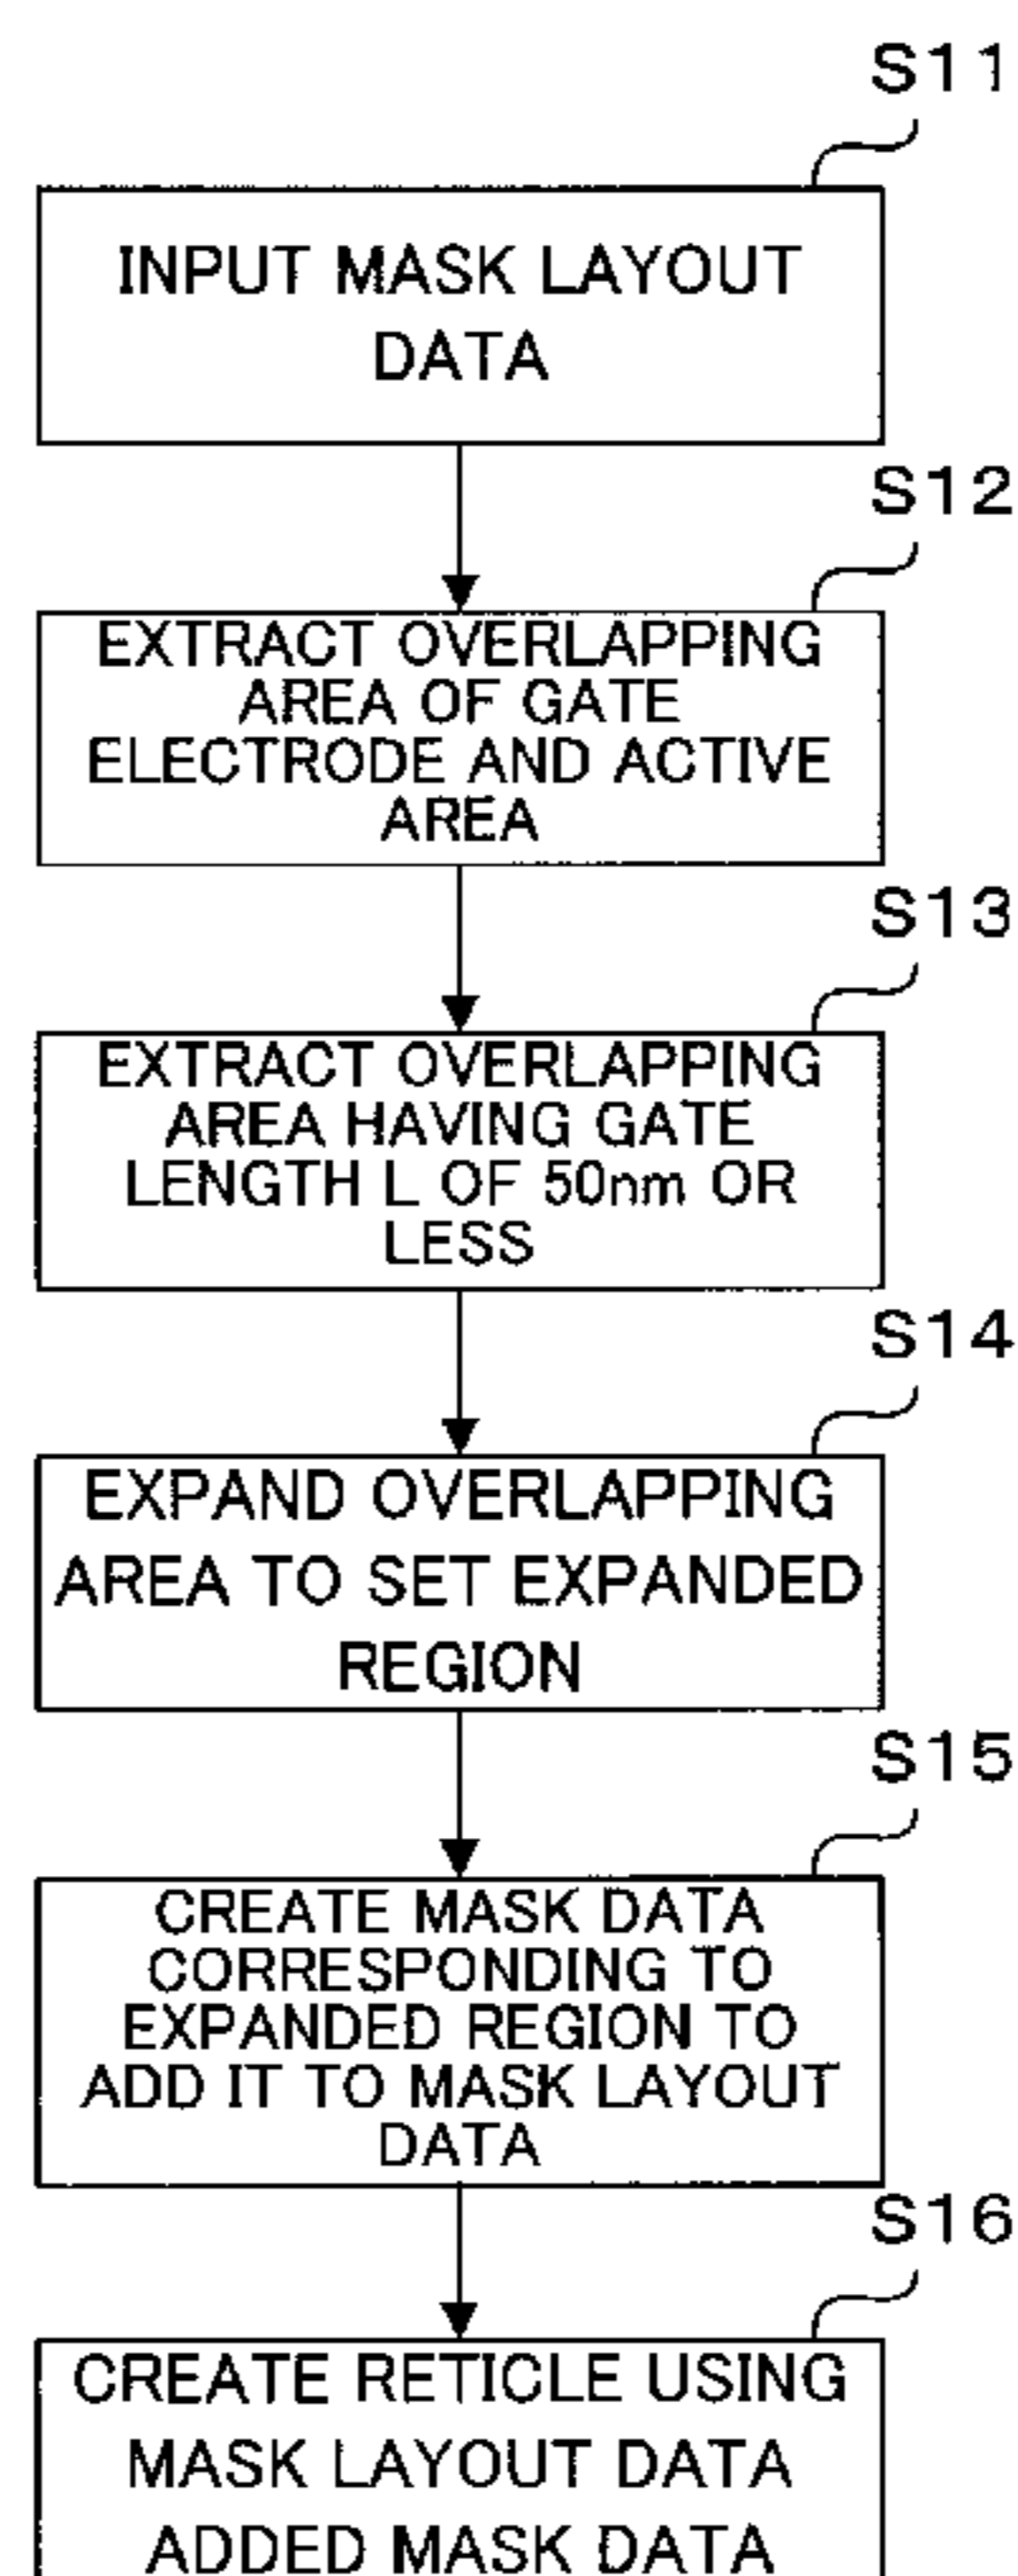 S11
INPUT MASK LAYOUT
DATA
S12
EXTRACT OVERLAPPING
AREA OF GATE
ELECTRODE AND ACTIVE
AREA
S13
EXTRACT OVERLAPPING
AREA HAVING GATE
LENGTH L OF 50nm OR
LESS
S14
EXPAND OVERLAPPING
AREA TO SET EXPANDED
REGION
S15
CREATE MASK DATA
CORRESPONDING TO
EXPANDED REGION TO
ADD IT TO MASK LAYOUT
DATA
S16
CREATE RETICLE USING
MASK LAYOUT DATA
ADDED MASK DATA